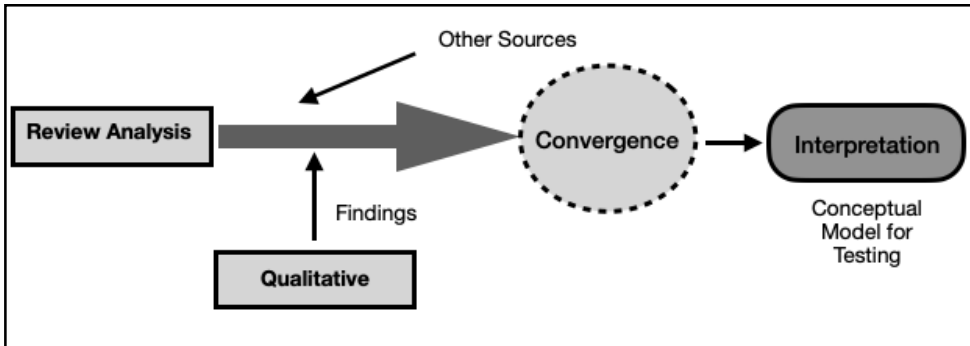 Other Sources
Review Analysis
Convergence
Interpretation
Findings
Conceptual
Model for
Testing
Qualitative